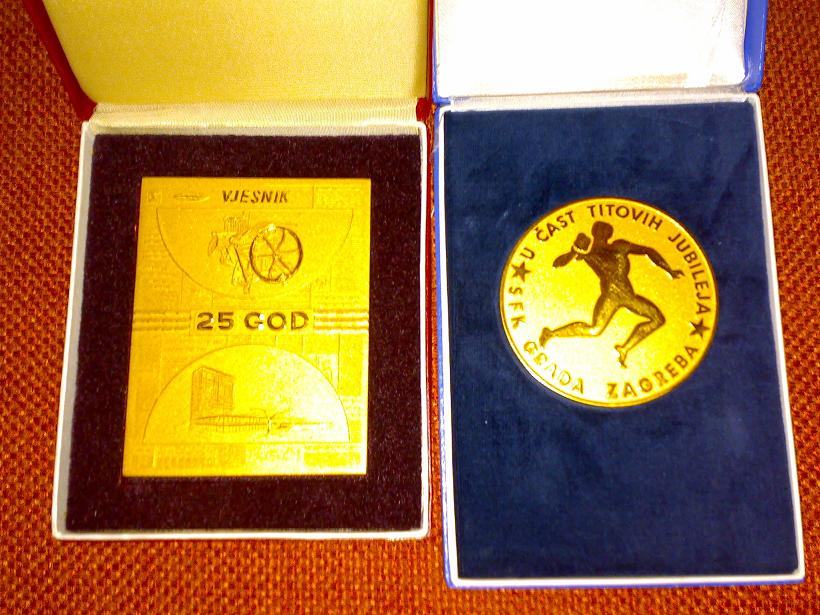 VJESNIK
25 GOD
U ČAST TITOVIH JUBILEJA
SFK GRADA ZAGREBA